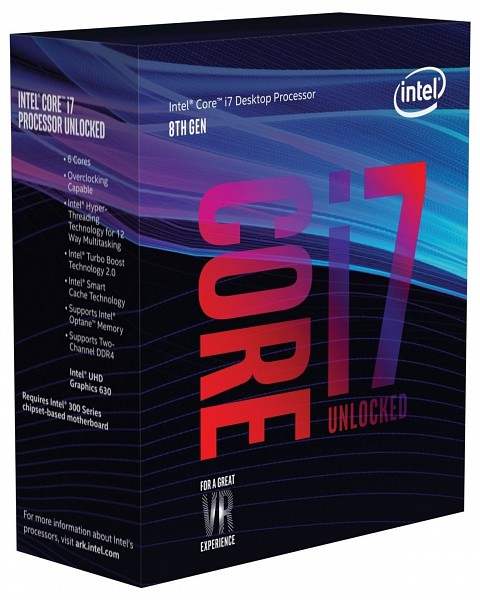 INTEL® CORE™ i7
PROCESSOR UNLOCKED
• 6 Cores
• Overclocking
Capable
• Intel® Hyper-
Threading
Technology for 12
Way Multitasking
• Intel® Turbo Boost
Technology 2.0
• Intel® Smart
Cache Technology
• Supports Intel®
Optane™ Memory
• Supports Two-
Channel DDR4
Intel® UHD
Graphics 630
Requires Intel® 300 Series
chipset-based motherboard
For more information about Intel's
processors, visit ark.intel.com
Intel® Core™ i7 Desktop Processor
8TH GEN
intel®
CORE
i7
UNLOCKED
FOR A GREAT
VR
EXPERIENCE